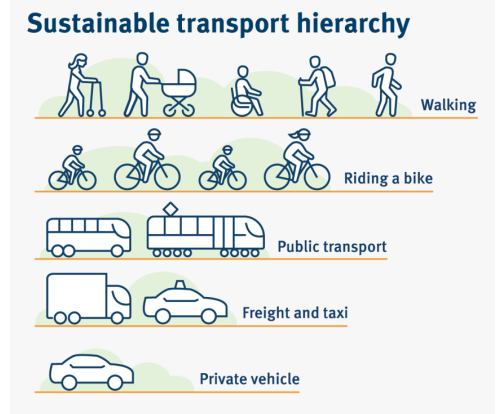 Sustainable transport hierarchy
Walking
Riding a bike
Public transport
Freight and taxi
Private vehicle